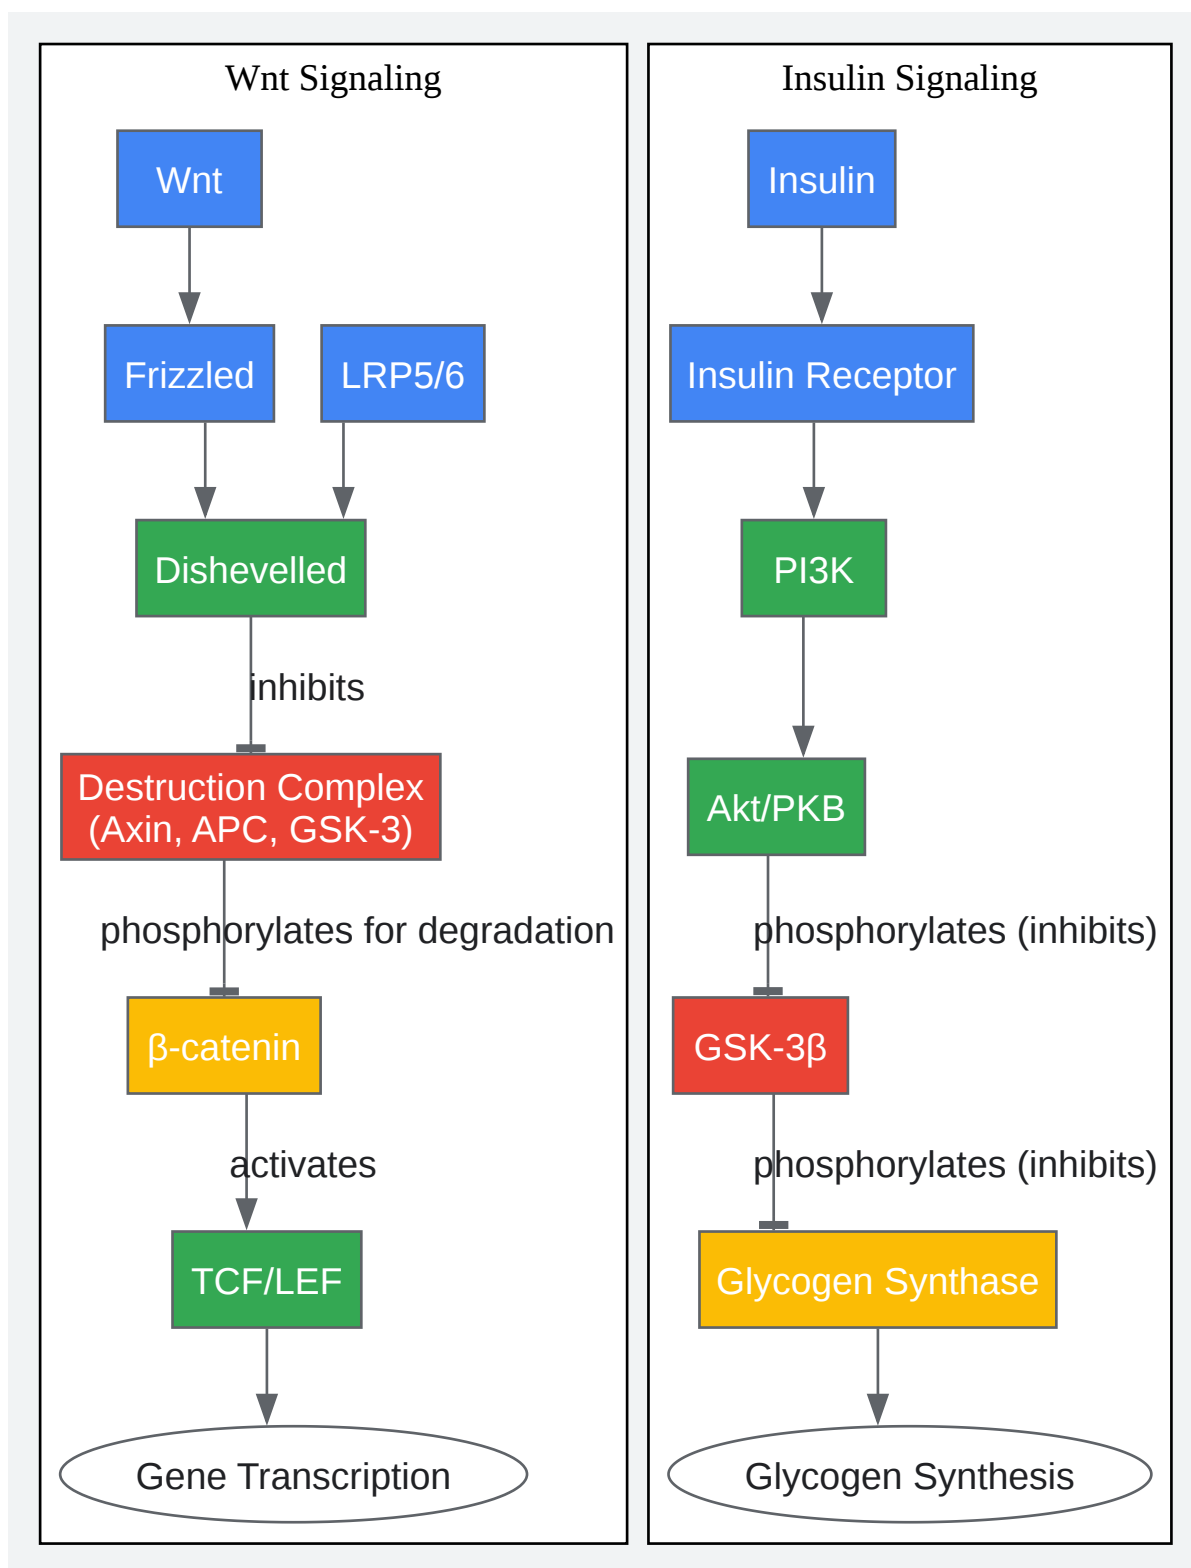 Wnt Signaling
Wnt
Frizzled
LRP5/6
Dishevelled
inhibits
Destruction Complex
(Axin, APC, GSK-3)
phosphorylates for degradation
β-catenin
activates
TCF/LEF
Gene Transcription
Insulin Signaling
Insulin
Insulin Receptor
PI3K
Akt/PKB
phosphorylates (inhibits)
GSK-3β
phosphorylates (inhibits)
Glycogen Synthase
Glycogen Synthesis